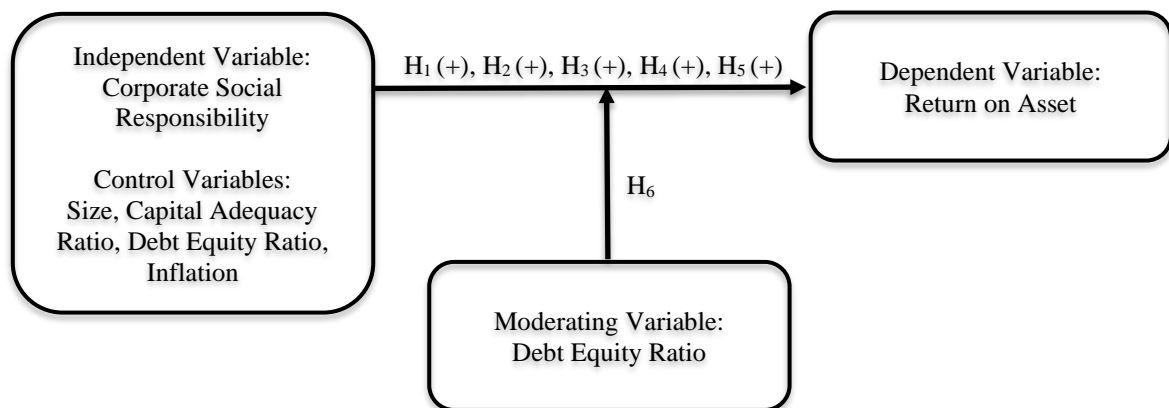 Independent Variable:
Corporate Social
Responsibility
Control Variables:
Size, Capital Adequacy
Ratio, Debt Equity Ratio,
Inflation
H₁ (+), H₂ (+), H₃ (+), H₄ (+), H₅ (+)
Dependent Variable:
Return on Asset
H₆
Moderating Variable:
Debt Equity Ratio